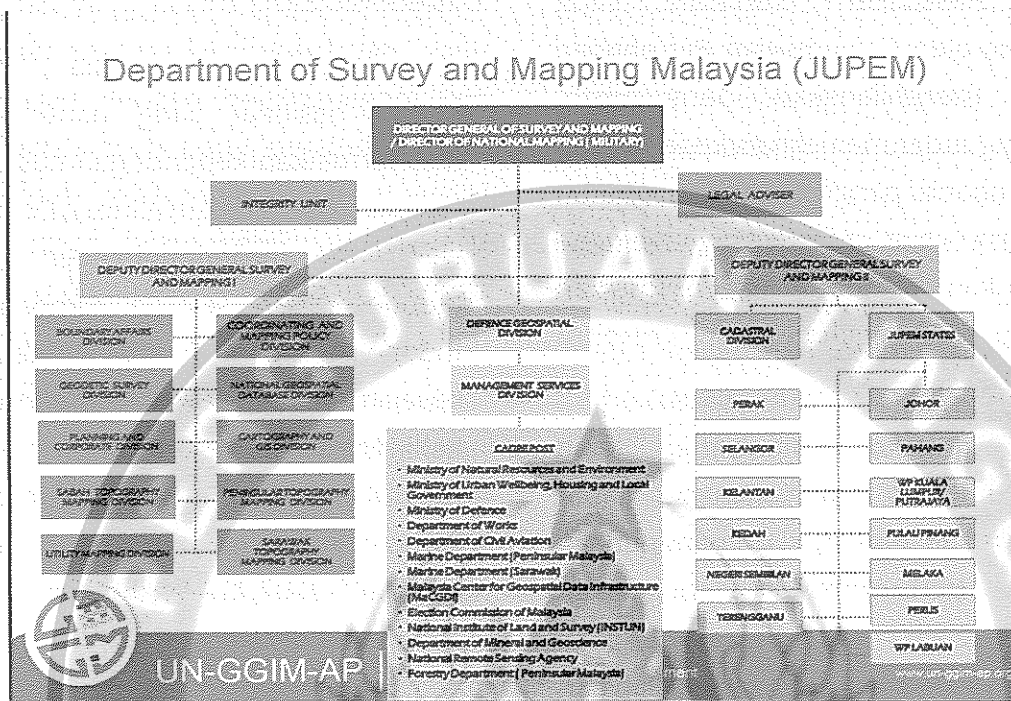 Department of Survey and Mapping Malaysia (JUPEM)
DIRECTOR GENERAL OF SURVEY AND MAPPING
/ DIRECTOR OF NATIONAL MAPPING ( MILITARY)
INTEGRITY UNIT
LEGAL ADVISER
DEPUTY DIRECTOR GENERAL SURVEY
AND MAPPING I
DEPUTY DIRECTOR GENERAL SURVEY
AND MAPPING II
BOUNDARY AFFAIRS
DIVISION
COORDINATING AND
MAPPING POLICY
DIVISION
GEODETIC SURVEY
DIVISION
NATIONAL GEOSPATIAL
DATABASE DIVISION
PLANNING AND
CORPORATE DIVISION
CARTOGRAPHY AND
GIS DIVISION
SABAH TOPOGRAPHY
MAPPING DIVISION
PENINSULAR TOPOGRAPHY
MAPPING DIVISION
UTILITY MAPPING DIVISION
SARAWAK
TOPOGRAPHY
MAPPING DIVISION
DEFENCE GEOSPATIAL
DIVISION
MANAGEMENT SERVICES
DIVISION
CADRE POST
• Ministry of Natural Resources and Environment
• Ministry of Urban Wellbeing, Housing and Local
Government
• Ministry of Defence
• Department of Works
• Department of Civil Aviation
• Marine Department (Peninsular Malaysia)
• Marine Department (Sarawak)
• Malaysia Center for Geospatial Data Infrastructure
(MaCGDI)
• Election Commission of Malaysia
• National Institute of Land and Survey (INSTUN)
• Department of Mineral and Geoscience
• National Remote Sensing Agency
• Forestry Department ( Peninsular Malaysia)
CADASTRAL
DIVISION
JUPEM STATES
PERAK
JOHOR
SELANGOR
PAHANG
KELANTAN
WP KUALA
LUMPUR/
PUTRAJAYA
KEDAH
PULAU PINANG
NEGERI SEMBILAN
MELAKA
TERENGGANU
PERLIS
WP LABUAN
UN-GGIM-AP
www.un-ggim-ap.org